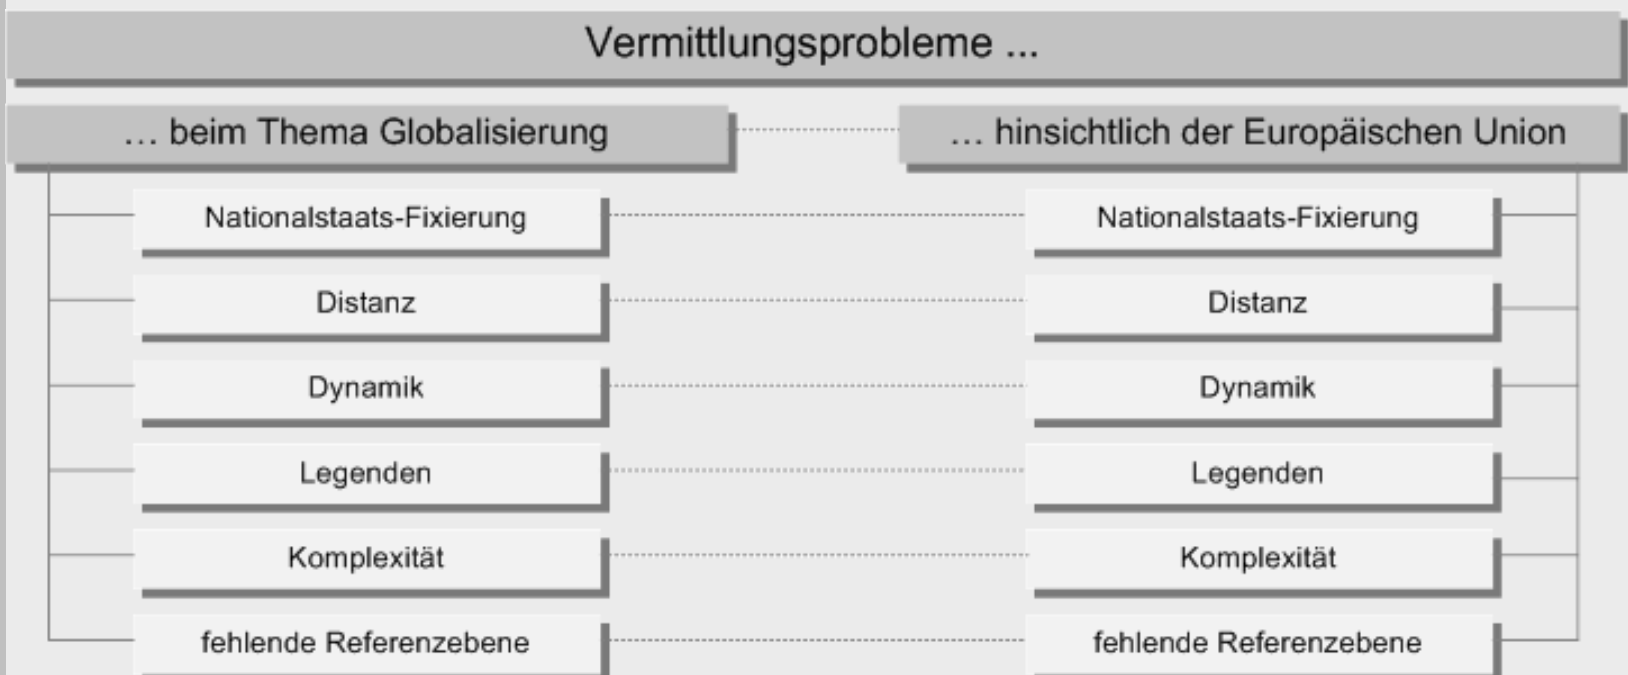 Vermittlungsprobleme ...
… beim Thema Globalisierung
… hinsichtlich der Europäischen Union
Nationalstaats-Fixierung
Nationalstaats-Fixierung
Distanz
Distanz
Dynamik
Dynamik
Legenden
Legenden
Komplexität
Komplexität
fehlende Referenzebene
fehlende Referenzebene